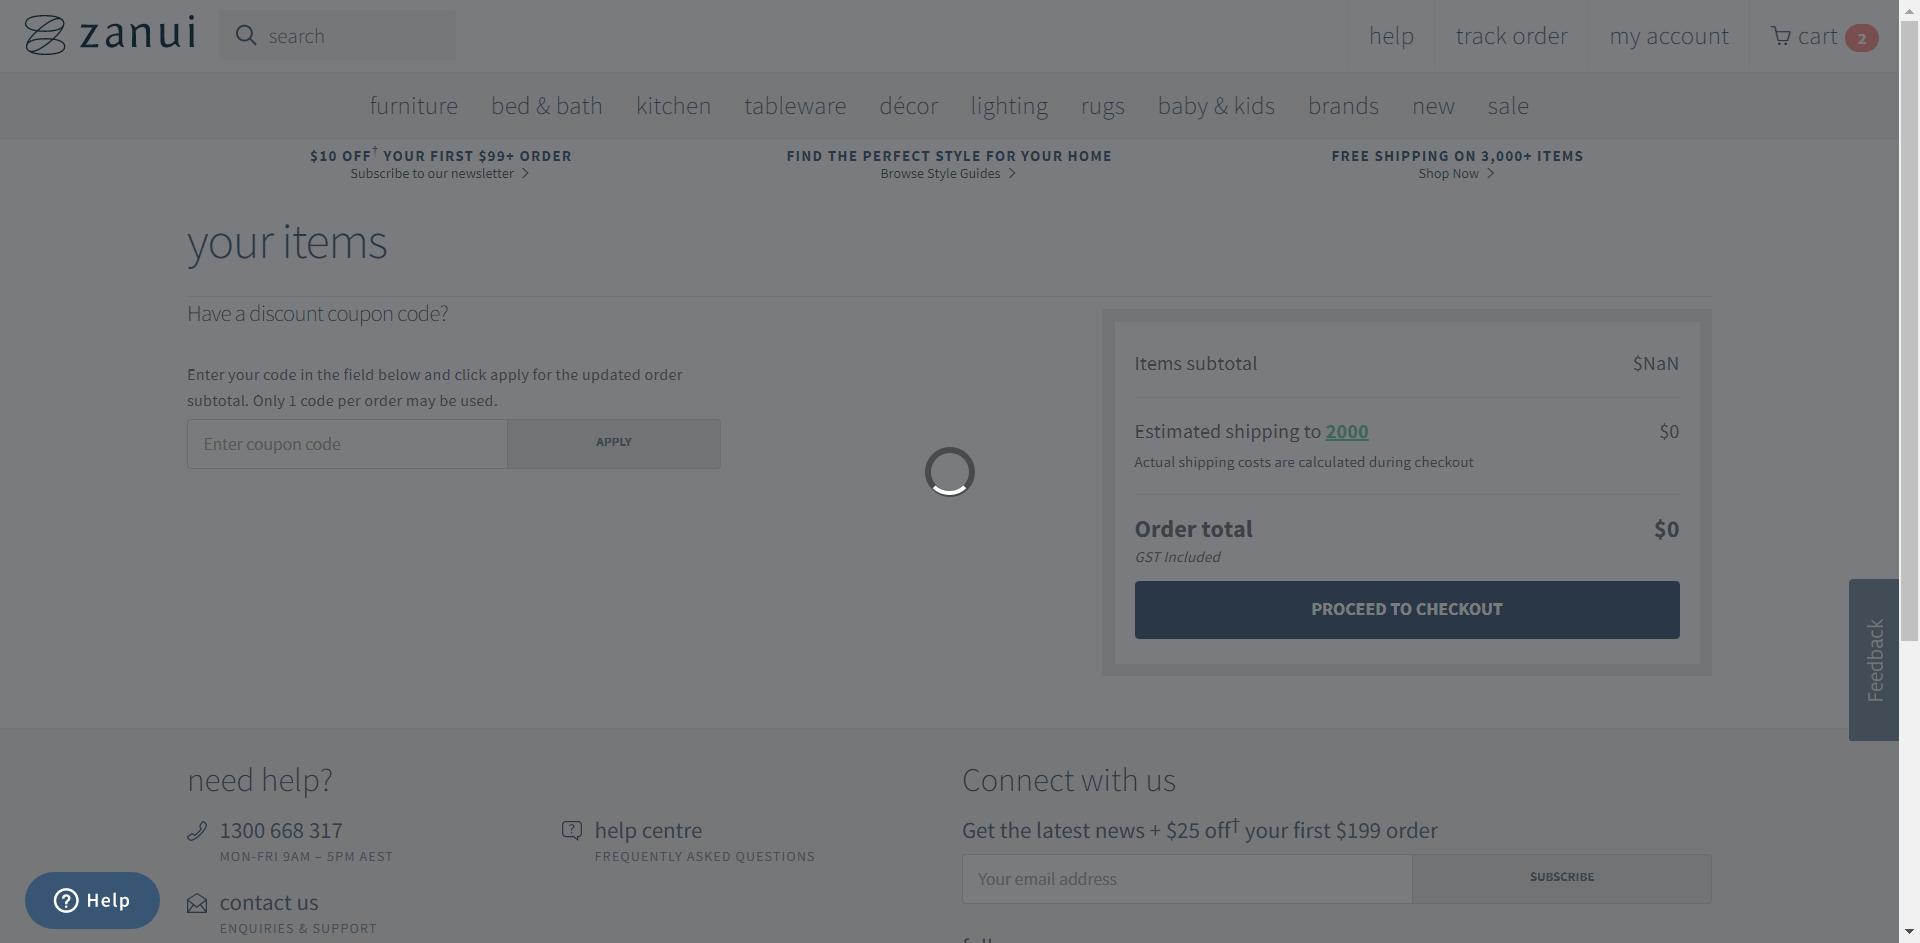 zanui
search
help
track order
my account
cart 2
furniture
bed & bath
kitchen
tableware
décor
lighting
rugs
baby & kids
brands
new
sale
$10 OFF† YOUR FIRST $99+ ORDER
Subscribe to our newsletter
FIND THE PERFECT STYLE FOR YOUR HOME
Browse Style Guides
FREE SHIPPING ON 3,000+ ITEMS
Shop Now
your items
Have a discount coupon code?
Enter your code in the field below and click apply for the updated order
subtotal. Only 1 code per order may be used.
Enter coupon code
APPLY
Items subtotal $NaN
Estimated shipping to 2000 $0
Actual shipping costs are calculated during checkout
Order total $0
GST Included
PROCEED TO CHECKOUT
Feedback
need help?
1300 668 317
MON-FRI 9AM – 5PM AEST
help centre
FREQUENTLY ASKED QUESTIONS
contact us
ENQUIRIES & SUPPORT
Connect with us
Get the latest news + $25 off† your first $199 order
Your email address
SUBSCRIBE
Help